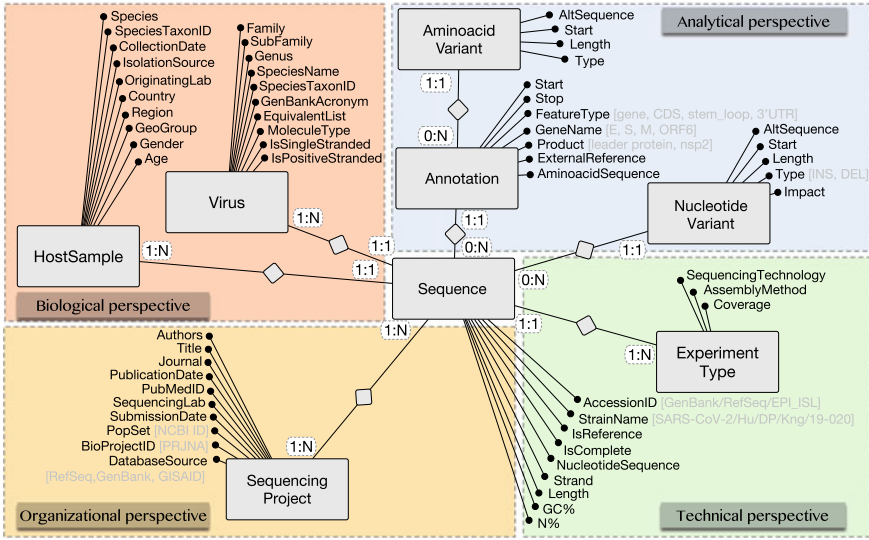 Species
SpeciesTaxonID
CollectionDate
IsolationSource
OriginatingLab
Country
Region
GeoGroup
Gender
Age
Family
SubFamily
Genus
SpeciesName
SpeciesTaxonID
GenBankAcronym
EquivalentList
MoleculeType
IsSingleStranded
IsPositiveStranded
Virus
HostSample
1:N
1:N
1:1
1:1
Biological perspective
Aminoacid
Variant
AltSequence
Start
Length
Type
Analytical perspective
1:1
0:N
Start
Stop
FeatureType [gene, CDS, stem_loop, 3'UTR]
GeneName [E, S, M, ORF6]
Product [leader protein, nsp2]
ExternalReference
AminoacidSequence
Annotation
AltSequence
Start
Length
Type [INS, DEL]
Impact
Nucleotide
Variant
1:1
0:N
1:1
0:N
Sequence
1:N
1:1
SequencingTechnology
AssemblyMethod
Coverage
1:N
Experiment
Type
AccessionID [GenBank/RefSeq/EPI_ISL]
StrainName [SARS-CoV-2/Hu/DP/Kng/19-020]
IsReference
IsComplete
NucleotideSequence
Strand
Length
GC%
N%
Technical perspective
Authors
Title
Journal
PublicationDate
PubMedID
SequencingLab
SubmissionDate
PopSet [NCBI ID]
BioProjectID [PRJNA]
DatabaseSource
[RefSeq,GenBank, GISAID]
1:N
Sequencing
Project
Organizational perspective